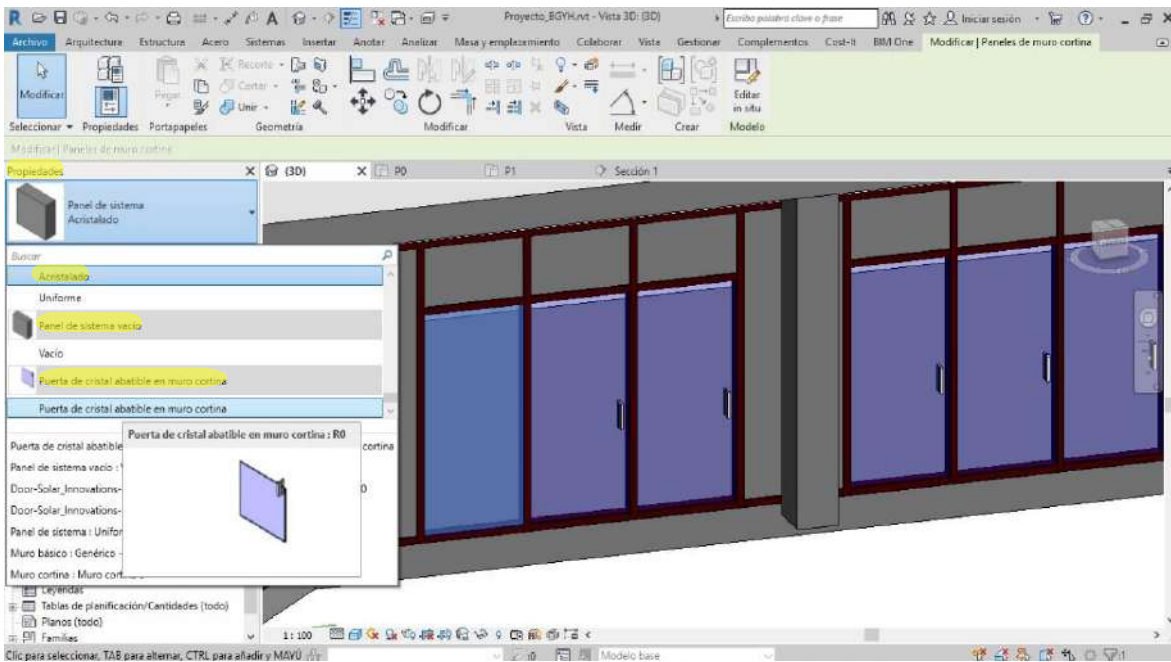 Proyecto_BGYH.rvt - Vista 3D: {3D}
Escriba palabra clave o frase
Iniciar sesión
Archivo Arquitectura Estructura Acero Sistemas Insertar Anotar Analizar Masa y emplazamiento Colaborar Vista Gestionar Complementos Cost-It BIM One Modificar | Paneles de muro cortina
Modificar
Pegar
Recorte
Cortar
Unir
Editar in situ
Seleccionar Propiedades Portapapeles Geometría Modificar Vista Medir Crear Modelo
Modificar | Paneles de muro cortina
Propiedades
{3D} P0 P1 Sección 1
Panel de sistema
Acristalado
Buscar
Acristalado
Uniforme
Panel de sistema vacío
Vacío
Puerta de cristal abatible en muro cortina
Puerta de cristal abatible en muro cortina
Puerta de cristal abatible en muro cortina : R0
Puerta de cristal abatible cortina
Panel de sistema vacío :
Door-Solar_Innovations- 0
Door-Solar_Innovations-
Panel de sistema : Unifor
Muro básico : Genérico -
Muro cortina : Muro cort
Leyendas
Tablas de planificación/Cantidades (todo)
Planos (todo)
Familias
1 : 100
Clic para seleccionar, TAB para alternar, CTRL para añadir y MAYÚ
:0
Modelo base
:1